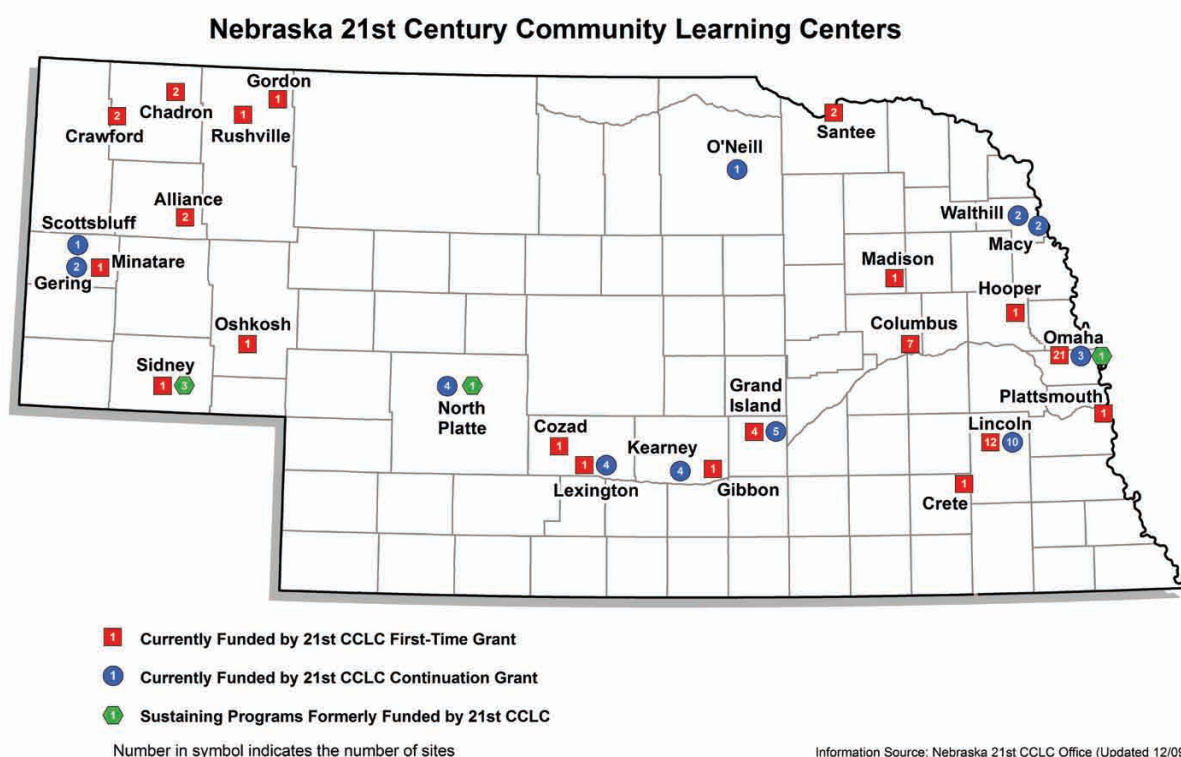 Nebraska 21st Century Community Learning Centers
Gordon
1
2
Chadron
2
Crawford
1
Rushville
2
Santee
O'Neill
1
Alliance
2
Scottsbluff
1
2
1
Minatare
Gering
Walthill
2
2
Macy
Madison
1
Hooper
1
Oshkosh
1
Columbus
7
Omaha
21
3
1
Sidney
1
3
4
1
North
Platte
Grand
Island
4
5
Plattsmouth
1
Cozad
1
1
4
Lexington
Kearney
4
1
Gibbon
Lincoln
12
10
1
Crete
1 Currently Funded by 21st CCLC First-Time Grant
1 Currently Funded by 21st CCLC Continuation Grant
1 Sustaining Programs Formerly Funded by 21st CCLC
Number in symbol indicates the number of sites
Information Source: Nebraska 21st CCLC Office (Updated 12/09